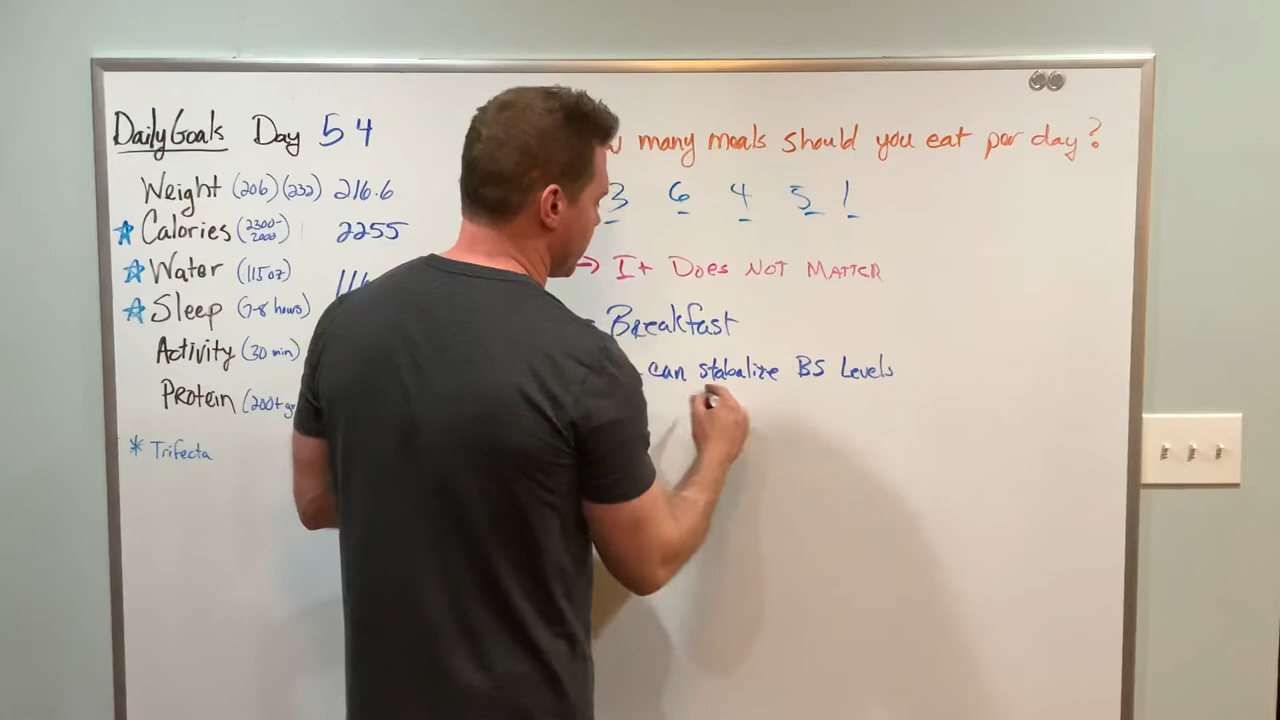 Daily Goals Day 54
Weight (206) (232) 216.6
Calories (2300-2000) 2255
Water (115oz)
Sleep (7-8 hours)
Activity (30 min)
Protein (200+
* Trifecta
many meals should you eat per day?
3 6 4 5 1
→ It Does NOT MATTER
Breakfast
can stabalize BS Levels